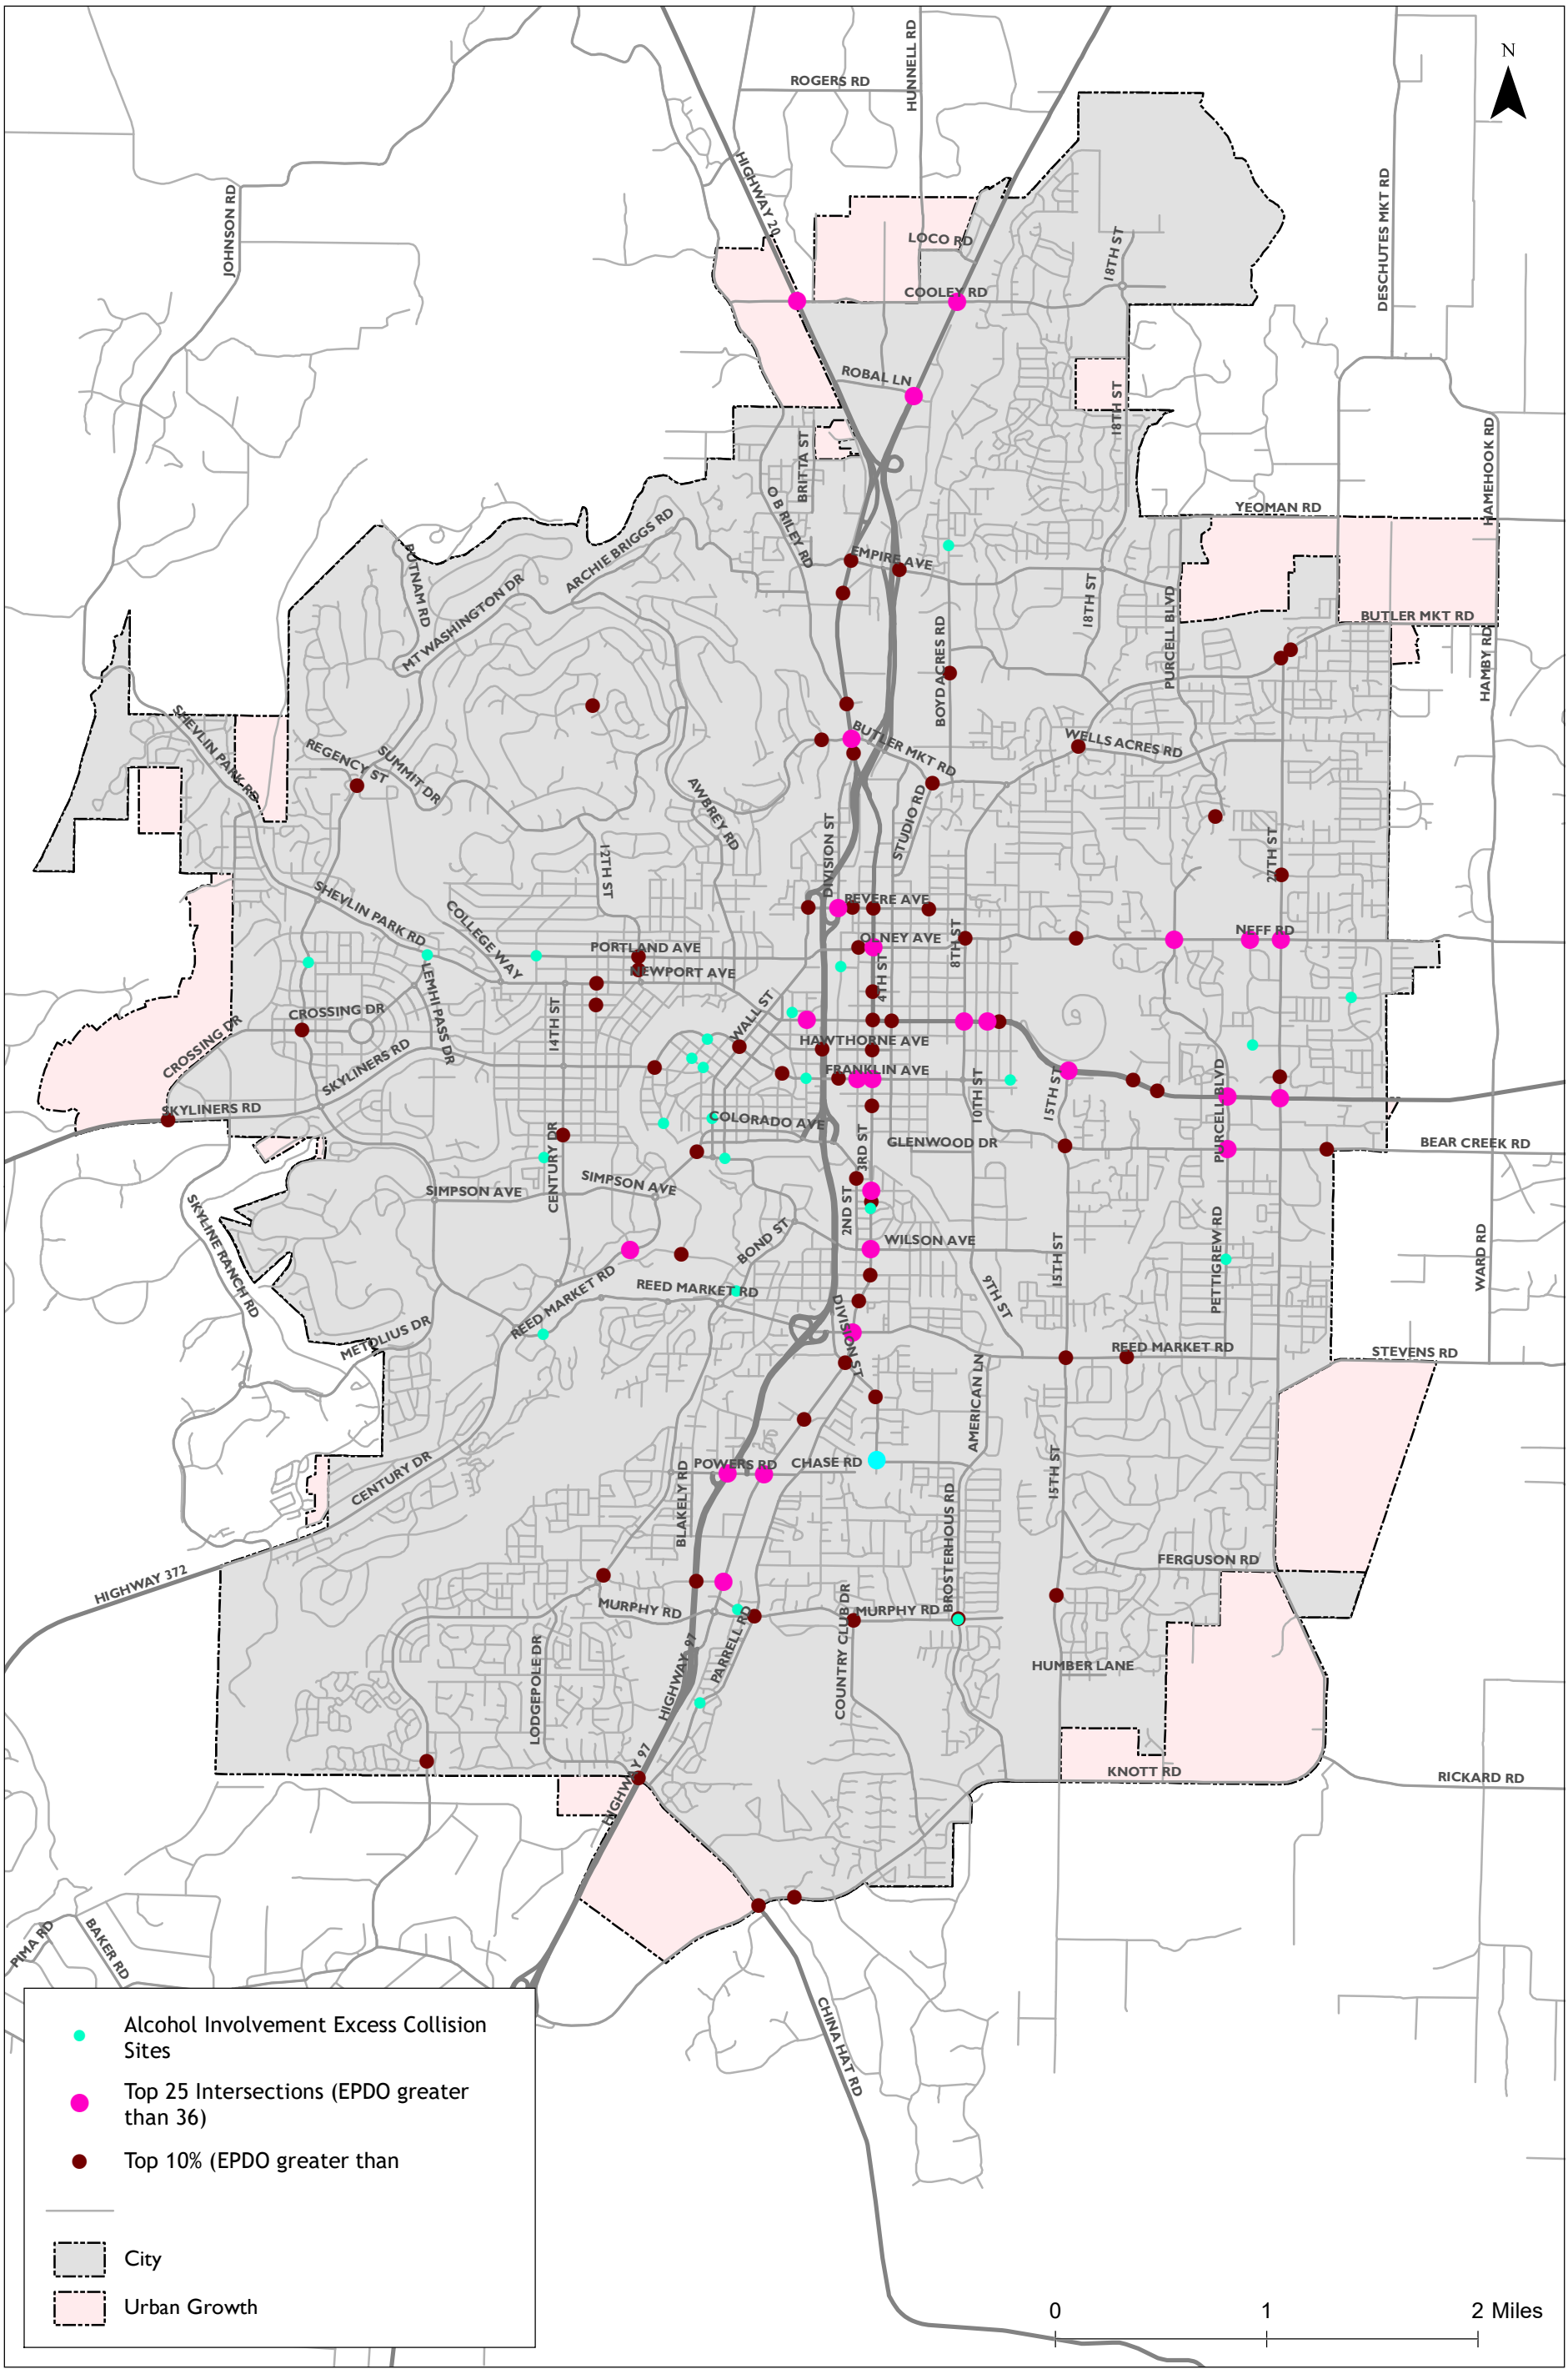 N
ROGERS RD
HUNNELL RD
HIGHWAY 20
JOHNSON RD
DESCHUTES MKT RD
LOCO RD
18TH ST
COOLEY RD
ROBAL LN
18TH ST
BRITTA ST
HAMEHOOK RD
O B RILEY RD
YEOMAN RD
ARCHIE BRIGGS RD
PUTNAM RD
EMPIRE AVE
MT WASHINGTON DR
18TH ST
PURCELL BLVD
BUTLER MKT RD
BOYD ACRES RD
HAMBY RD
SHEVLIN PARK RD
REGENCY ST
SUMMIT DR
BUTLER MKT RD
WELLS ACRES RD
AWBREY RD
STUDIO RD
DIVISION ST
12TH ST
27TH ST
SHEVLIN PARK RD
COLLEGE WAY
REVERE AVE
OLNEY AVE
8TH ST
NEFF RD
PORTLAND AVE
NEWPORT AVE
4TH ST
LEMHI PASS DR
CROSSING DR
14TH ST
WALL ST
CROSSING DR
SKYLINERS RD
HAWTHORNE AVE
FRANKLIN AVE
10TH ST
15TH ST
PURCELL BLVD
SKYLINERS RD
COLORADO AVE
GLENWOOD DR
BEAR CREEK RD
CENTURY DR
3RD ST
SIMPSON AVE
SIMPSON AVE
2ND ST
SKYLINE RANCH RD
BOND ST
WILSON AVE
15TH ST
PETTIGREW RD
WARD RD
REED MARKET RD
REED MARKET RD
9TH ST
METOLIUS DR
DIVISION ST
REED MARKET RD
STEVENS RD
AMERICAN LN
CENTURY DR
POWERS RD
CHASE RD
15TH ST
BLAKELY RD
BROSTERHOUS RD
HIGHWAY 372
FERGUSON RD
MURPHY RD
MURPHY RD
COUNTRY CLUB DR
PARRELL RD
LODGEPOLE DR
HIGHWAY 97
HUMBER LANE
HIGHWAY 97
KNOTT RD
RICKARD RD
PIMA RD
BAKER RD
CHINA HAT RD
Alcohol Involvement Excess Collision
Sites
Top 25 Intersections (EPDO greater
than 36)
Top 10% (EPDO greater than
City
Urban Growth
0 1 2 Miles